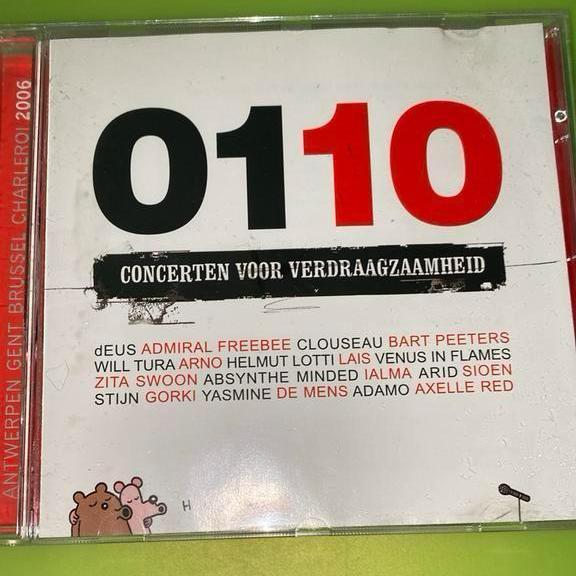 ANTWERPEN GENT BRUSSEL CHARLEROI 2006
0110
CONCERTEN VOOR VERDRAAGZAAMHEID
dEUS ADMIRAL FREEBEE CLOUSEAU BART PEETERS
WILL TURA ARNO HELMUT LOTTI LAIS VENUS IN FLAMES
ZITA SWOON ABSYNTHE MINDED IALMA ARID SIOEN
STIJN GORKI YASMINE DE MENS ADAMO AXELLE RED
H